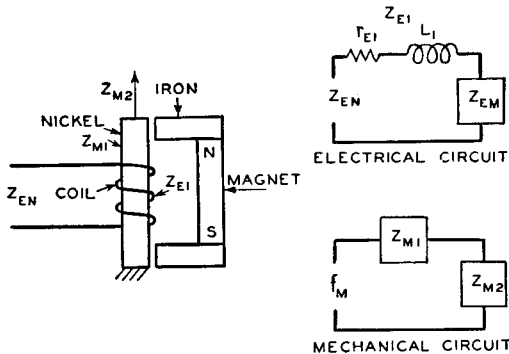 Z_M2
IRON
NICKEL
Z_M1
N
Z_EN
COIL
Z_E1
MAGNET
S
Z_E1
r_E1
L_1
Z_EN
Z_EM
ELECTRICAL CIRCUIT
Z_M1
f_M
Z_M2
MECHANICAL CIRCUIT